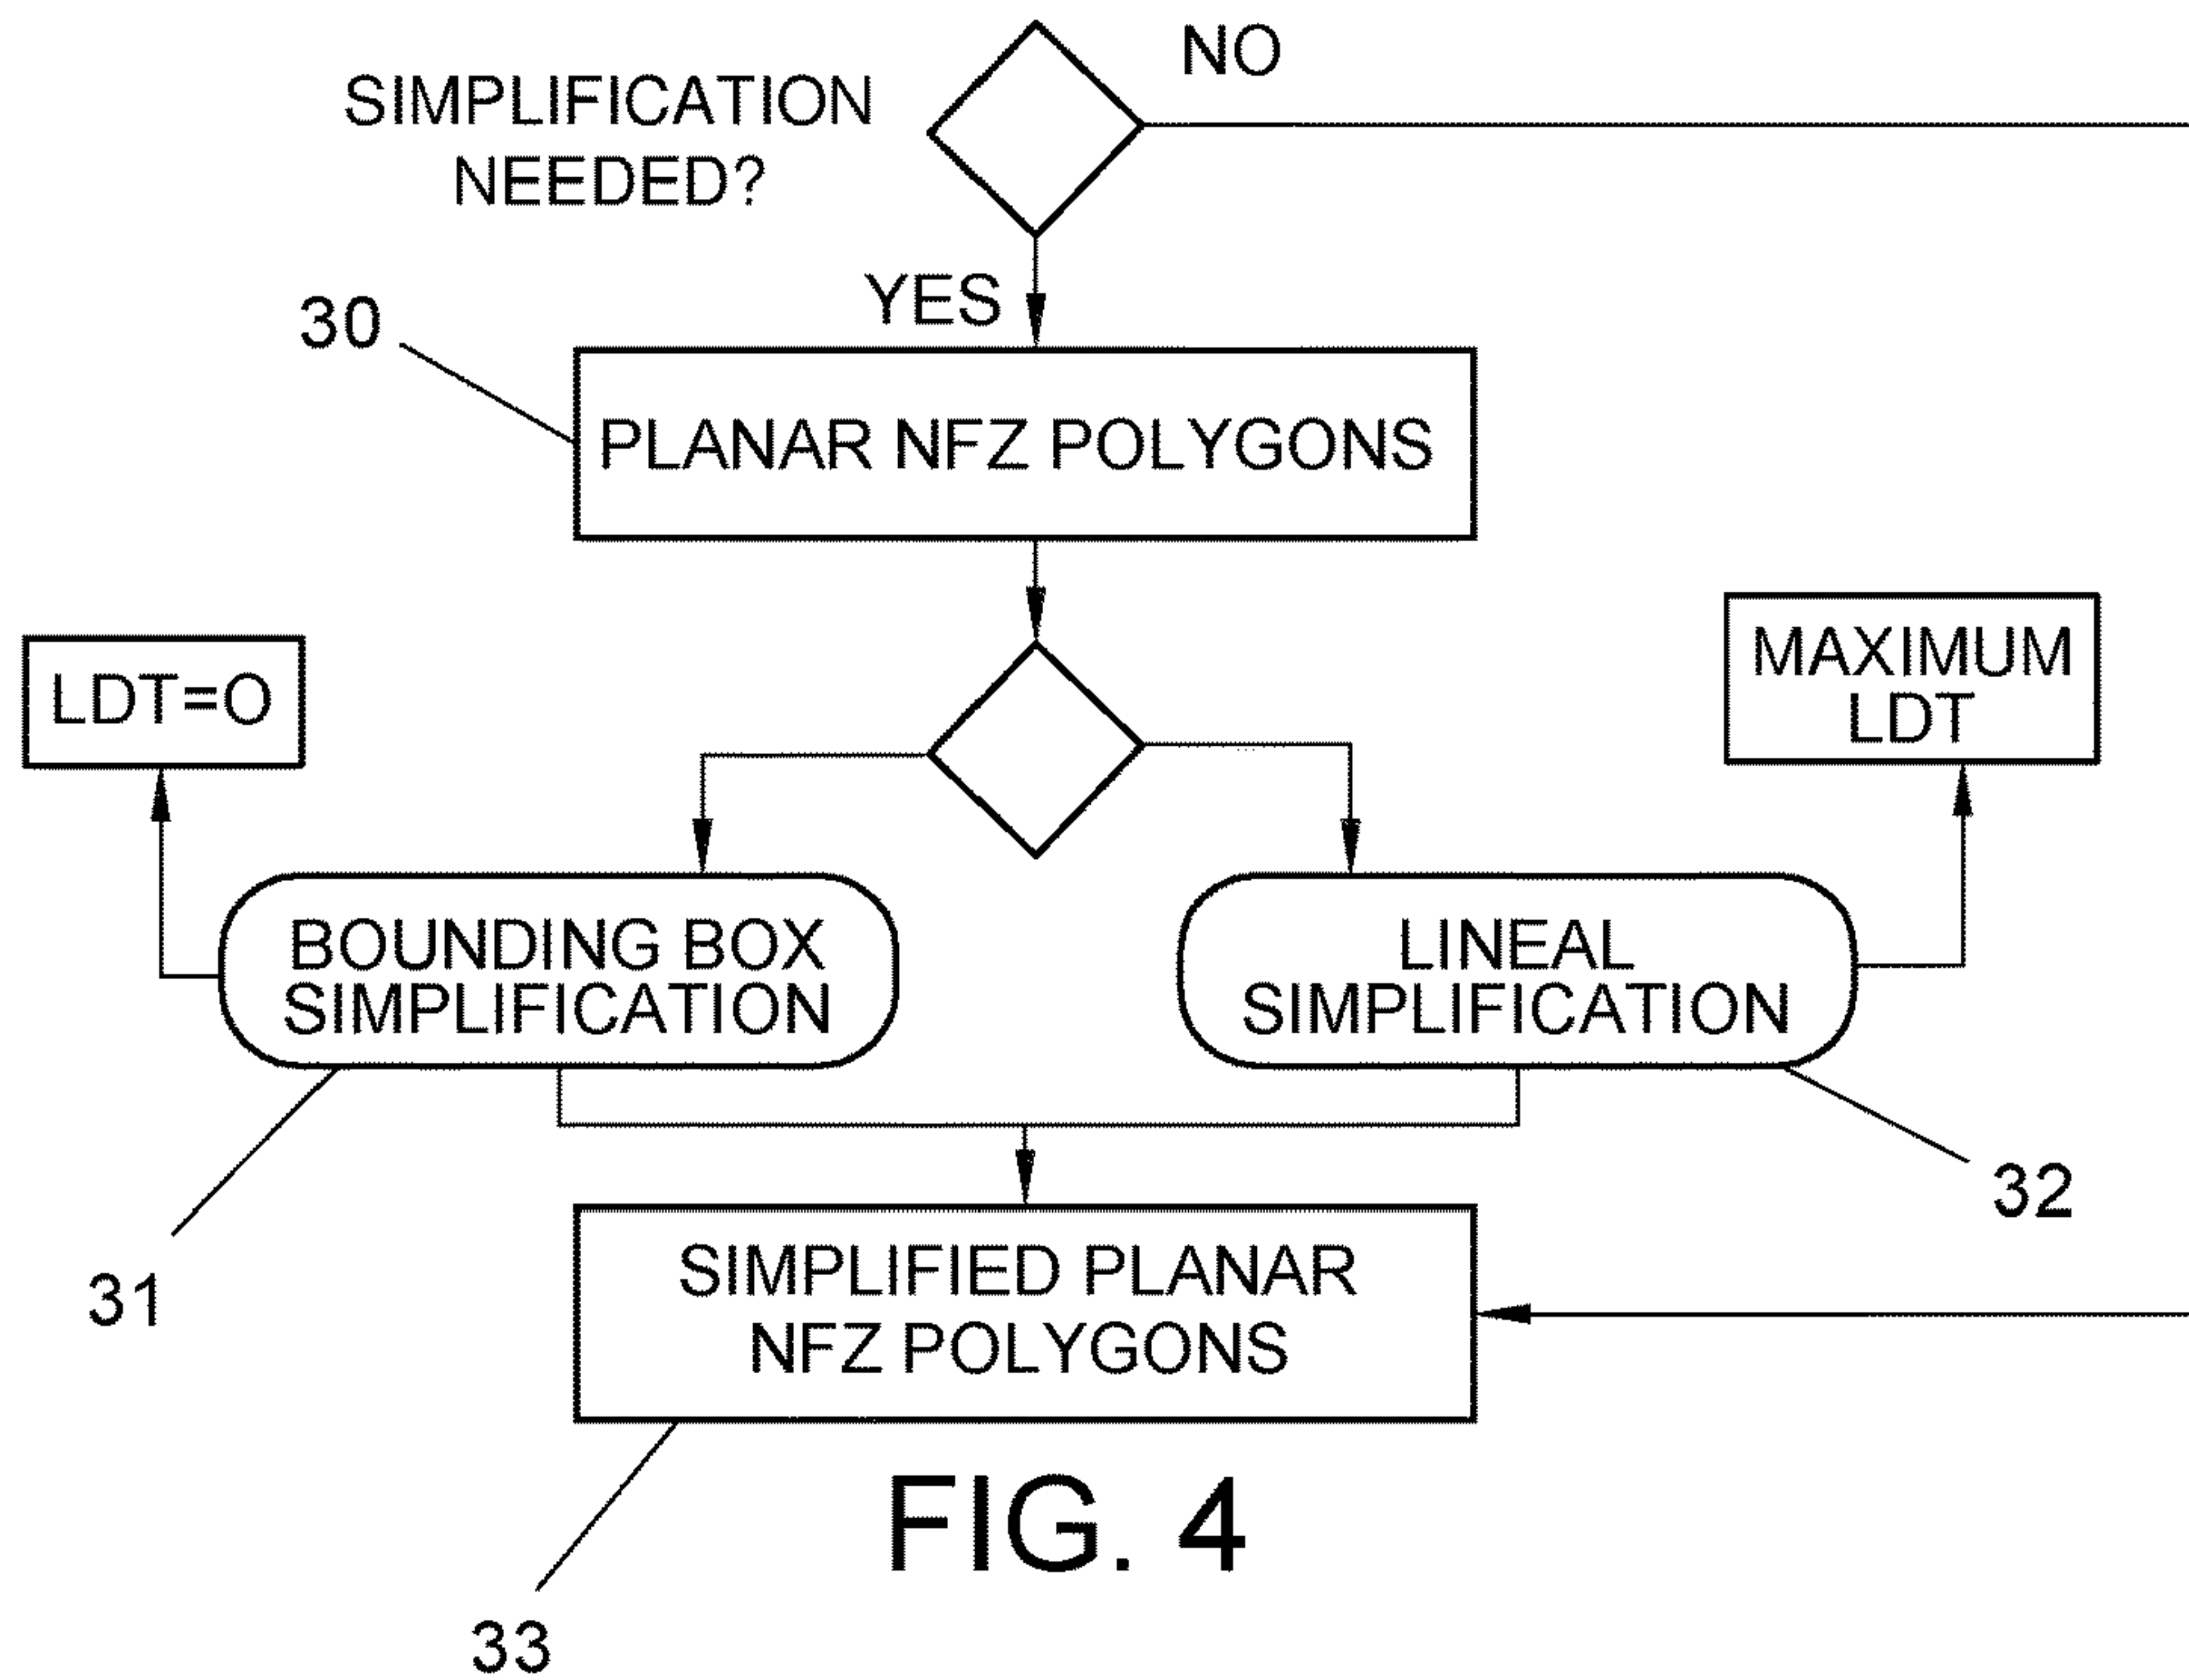 NO
SIMPLIFICATION
NEEDED?
YES
30
PLANAR NFZ POLYGONS
LDT=O
MAXIMUM
LDT
BOUNDING BOX
SIMPLIFICATION
LINEAL
SIMPLIFICATION
31
32
SIMPLIFIED PLANAR
NFZ POLYGONS
33
FIG. 4